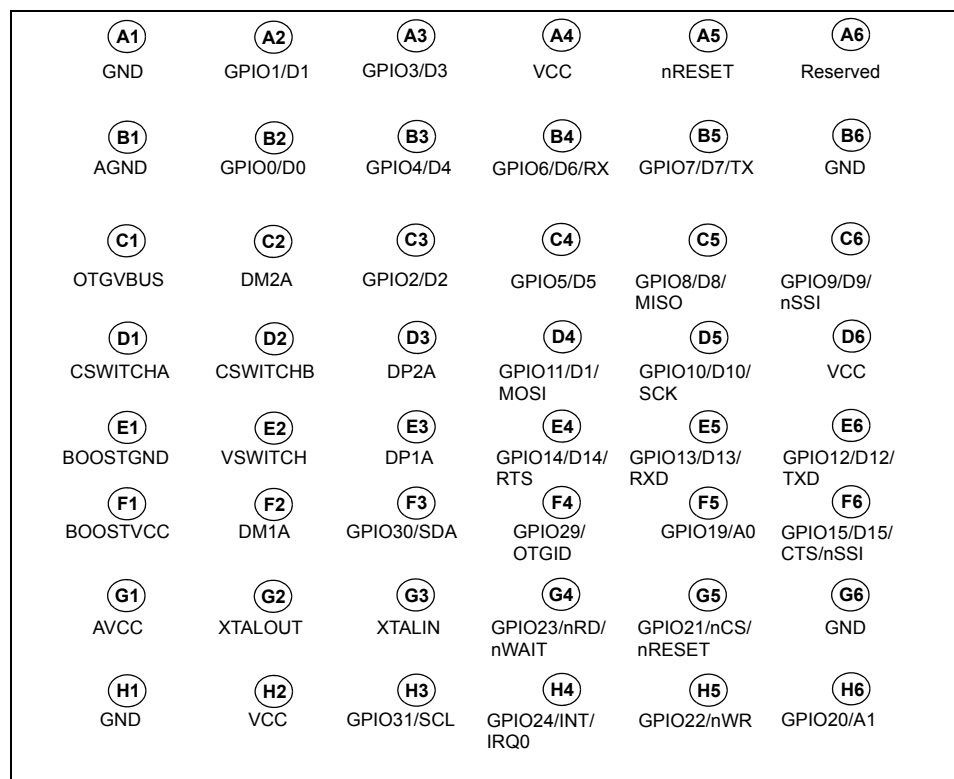 A1 A2 A3 A4 A5 A6
GND GPIO1/D1 GPIO3/D3 VCC nRESET Reserved
B1 B2 B3 B4 B5 B6
AGND GPIO0/D0 GPIO4/D4 GPIO6/D6/RX GPIO7/D7/TX GND
C1 C2 C3 C4 C5 C6
OTGVBUS DM2A GPIO2/D2 GPIO5/D5 GPIO8/D8/ GPIO9/D9/
MISO nSSI
D1 D2 D3 D4 D5 D6
CSWITCHA CSWITCHB DP2A GPIO11/D1/ GPIO10/D10/ VCC
MOSI SCK
E1 E2 E3 E4 E5 E6
BOOSTGND VSWITCH DP1A GPIO14/D14/ GPIO13/D13/ GPIO12/D12/
RTS RXD TXD
F1 F2 F3 F4 F5 F6
BOOSTVCC DM1A GPIO30/SDA GPIO29/ GPIO19/A0 GPIO15/D15/
OTGID CTS/nSSI
G1 G2 G3 G4 G5 G6
AVCC XTALOUT XTALIN GPIO23/nRD/ GPIO21/nCS/ GND
nWAIT nRESET
H1 H2 H3 H4 H5 H6
GND VCC GPIO31/SCL GPIO24/INT/ GPIO22/nWR GPIO20/A1
IRQ0